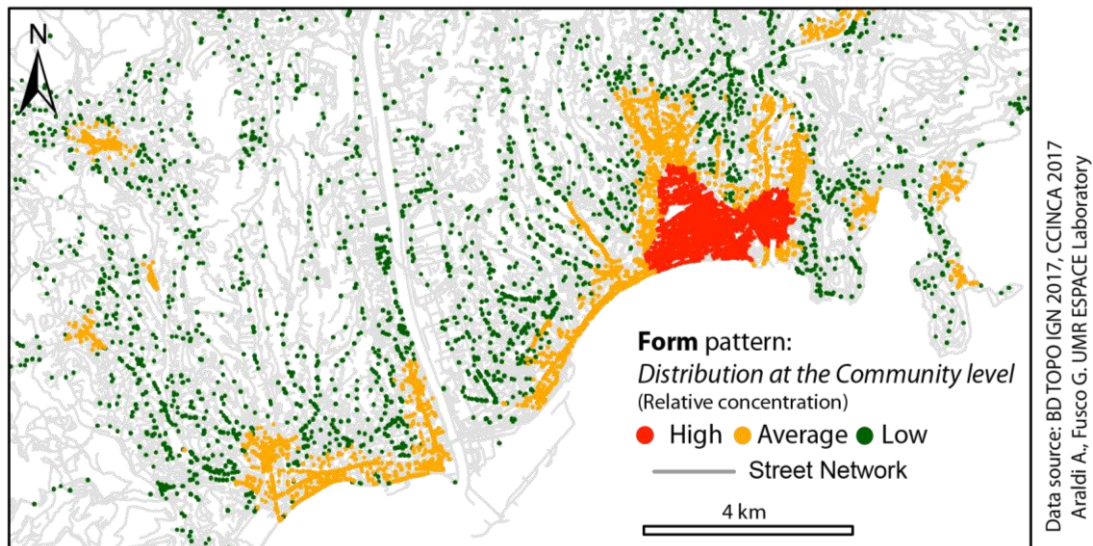 N
Form pattern:
Distribution at the Community level
(Relative concentration)
High Average Low
Street Network
4 km
Data source: BD TOPO IGN 2017, CCINCA 2017
Araldi A., Fusco G. UMR ESPACE Laboratory